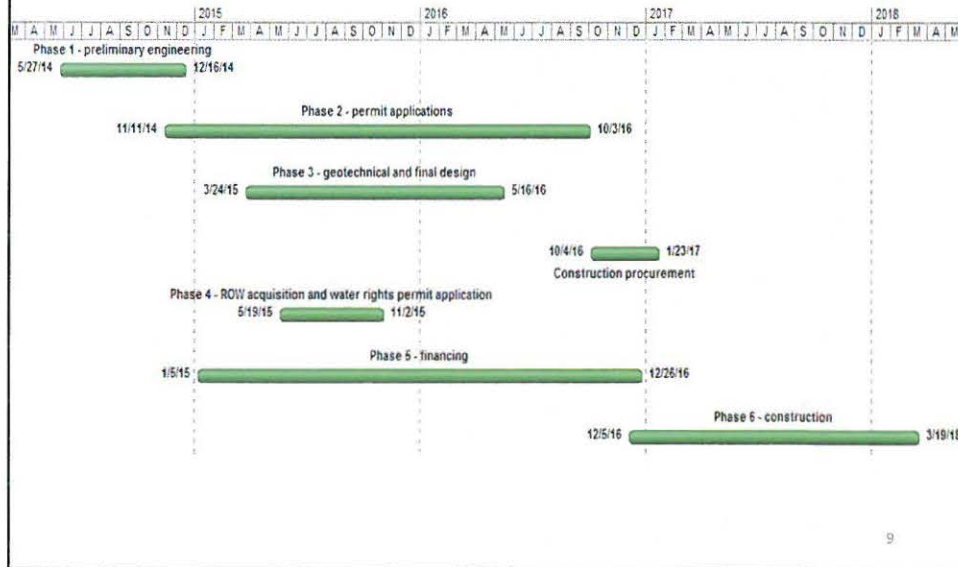 2015 2016 2017 2018
M A M J J A S O N D J F M A M J J A S O N D J F M A M J J A S O N D J F M A M J J A S O N D J F M A M
Phase 1 - preliminary engineering
5/27/14 12/16/14
Phase 2 - permit applications
11/11/14 10/3/16
Phase 3 - geotechnical and final design
3/24/15 5/16/16
10/4/16 1/23/17
Construction procurement
Phase 4 - ROW acquisition and water rights permit application
5/19/15 11/2/15
Phase 5 - financing
1/5/15 12/26/16
Phase 6 - construction
12/5/16 3/19/18
9